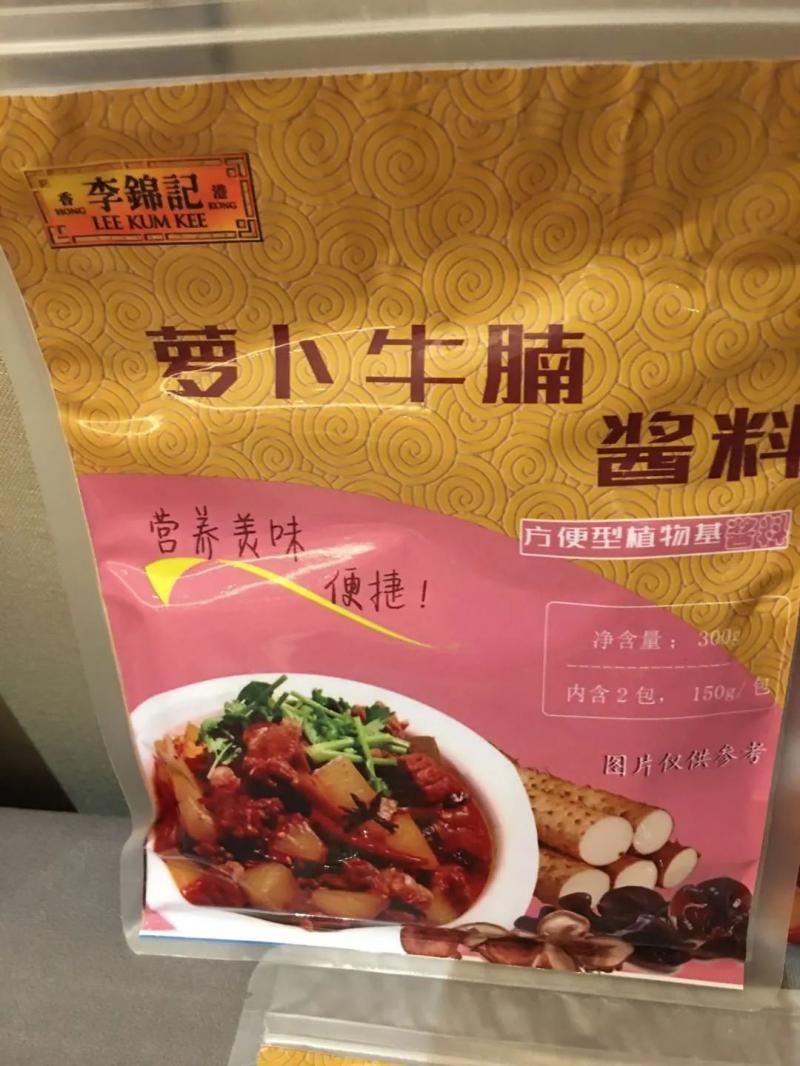 香 李錦記 港
HONG LEE KUM KEE KONG
萝卜牛腩
酱料
方便型植物基酱料
营养美味
便捷！
净含量： 300g
内含2包， 150g/包
图片仅供参考